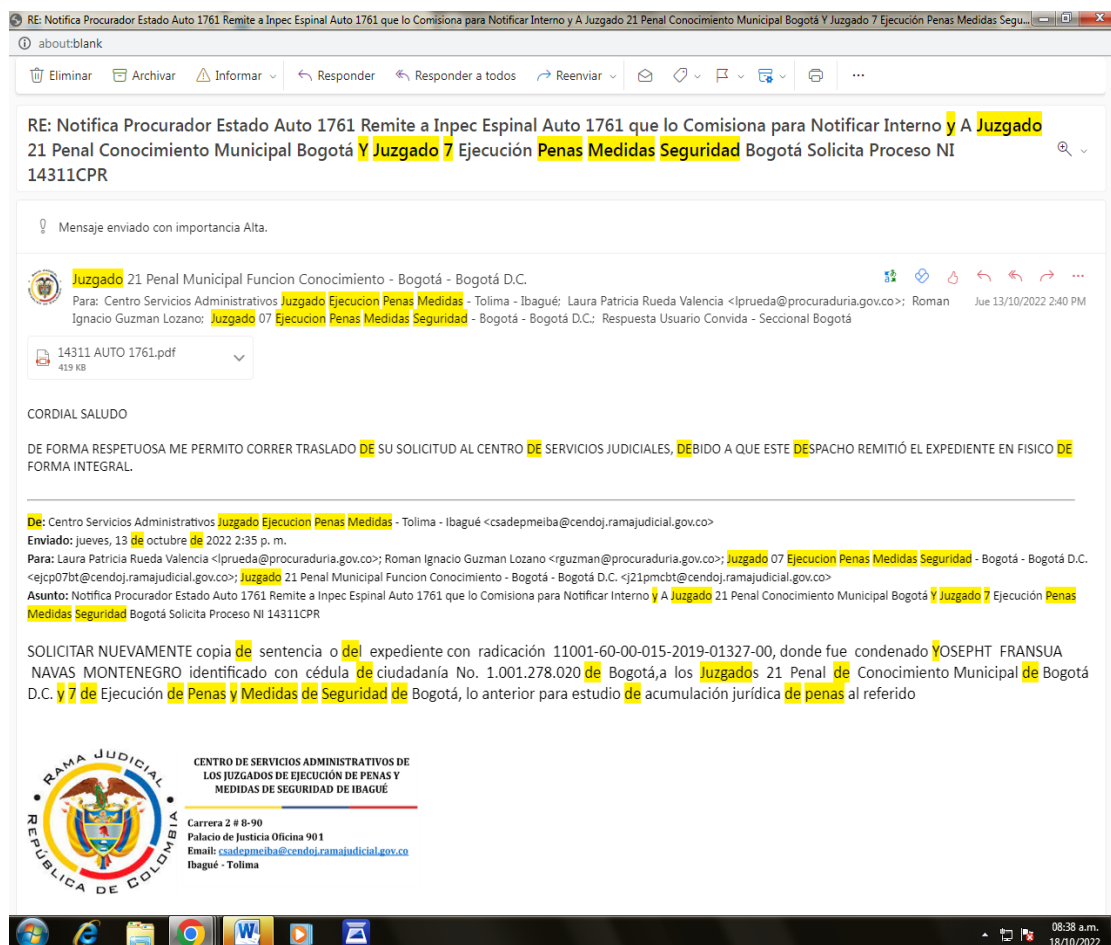 RE: Notifica Procurador Estado Auto 1761 Remite a Inpec Espinal Auto 1761 que lo Comisiona para Notificar Interno y A Juzgado 21 Penal Conocimiento Municipal Bogotá Y Juzgado 7 Ejecución Penas Medidas Segu...
about:blank
Eliminar Archivar Informar Responder Responder a todos Reenviar ...
RE: Notifica Procurador Estado Auto 1761 Remite a Inpec Espinal Auto 1761 que lo Comisiona para Notificar Interno y A Juzgado
21 Penal Conocimiento Municipal Bogotá Y Juzgado 7 Ejecución Penas Medidas Seguridad Bogotá Solicita Proceso NI
14311CPR
Mensaje enviado con importancia Alta.
Juzgado 21 Penal Municipal Funcion Conocimiento - Bogotá - Bogotá D.C.
Para: Centro Servicios Administrativos Juzgado Ejecucion Penas Medidas - Tolima - Ibagué; Laura Patricia Rueda Valencia <lprueda@procuraduria.gov.co>; Roman Jue 13/10/2022 2:40 PM
Ignacio Guzman Lozano; Juzgado 07 Ejecucion Penas Medidas Seguridad - Bogotá - Bogotá D.C.; Respuesta Usuario Convida - Seccional Bogotá
14311 AUTO 1761.pdf
419 KB
CORDIAL SALUDO
DE FORMA RESPETUOSA ME PERMITO CORRER TRASLADO DE SU SOLICITUD AL CENTRO DE SERVICIOS JUDICIALES, DEBIDO A QUE ESTE DESPACHO REMITIÓ EL EXPEDIENTE EN FISICO DE
FORMA INTEGRAL.
De: Centro Servicios Administrativos Juzgado Ejecucion Penas Medidas - Tolima - Ibagué <csadepmeiba@cendoj.ramajudicial.gov.co>
Enviado: jueves, 13 de octubre de 2022 2:35 p. m.
Para: Laura Patricia Rueda Valencia <lprueda@procuraduria.gov.co>; Roman Ignacio Guzman Lozano <rguzman@procuraduria.gov.co>; Juzgado 07 Ejecucion Penas Medidas Seguridad - Bogotá - Bogotá D.C.
<ejcp07bt@cendoj.ramajudicial.gov.co>; Juzgado 21 Penal Municipal Funcion Conocimiento - Bogotá - Bogotá D.C. <j21pmcbt@cendoj.ramajudicial.gov.co>
Asunto: Notifica Procurador Estado Auto 1761 Remite a Inpec Espinal Auto 1761 que lo Comisiona para Notificar Interno y A Juzgado 21 Penal Conocimiento Municipal Bogotá Y Juzgado 7 Ejecución Penas
Medidas Seguridad Bogotá Solicita Proceso NI 14311CPR
SOLICITAR NUEVAMENTE copia de sentencia o del expediente con radicación 11001-60-00-015-2019-01327-00, donde fue condenado YOSEPHT FRANSUA
NAVAS MONTENEGRO identificado con cédula de ciudadanía No. 1.001.278.020 de Bogotá,a los Juzgados 21 Penal de Conocimiento Municipal de Bogotá
D.C. y 7 de Ejecución de Penas y Medidas de Seguridad de Bogotá, lo anterior para estudio de acumulación jurídica de penas al referido
RAMA JUDICIAL
REPÚBLICA DE COLOMBIA
CENTRO DE SERVICIOS ADMINISTRATIVOS DE
LOS JUZGADOS DE EJECUCIÓN DE PENAS Y
MEDIDAS DE SEGURIDAD DE IBAGUÉ
Carrera 2 # 8-90
Palacio de Justicia Oficina 901
Email: csadepmeiba@cendoj.ramajudicial.gov.co
Ibagué - Tolima
08:38 a.m.
18/10/2022